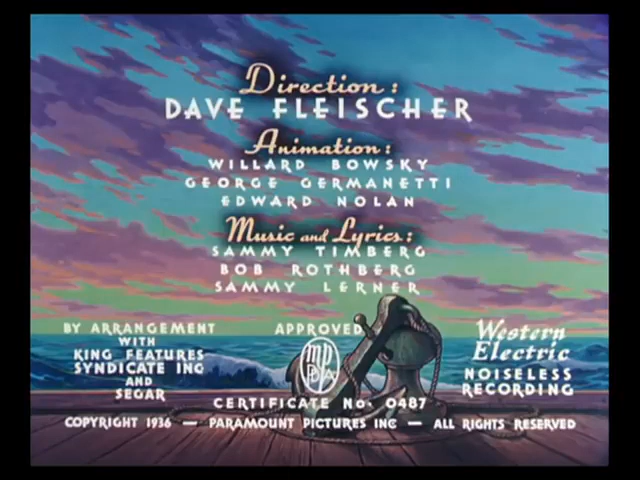 Direction:
DAVE FLEISCHER
Animation:
WILLARD BOWSKY
GEORGE GERMANETTI
EDWARD NOLAN
Music and Lyrics:
SAMMY TIMBERG
BOB ROTHBERG
SAMMY LERNER
BY ARRANGEMENT
WITH
KING FEATURES
SYNDICATE INC
AND
SEGAR
APPROVED
MPPDA
CERTIFICATE NO. 0487
Western
Electric
NOISELESS
RECORDING
COPYRIGHT 1936 — PARAMOUNT PICTURES INC — ALL RIGHTS RESERVED